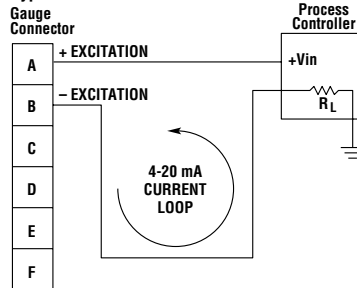 Gauge
Connector
Process
Controller
+ EXCITATION
A
+Vin
– EXCITATION
B
RL
C
4-20 mA
CURRENT
LOOP
D
E
F